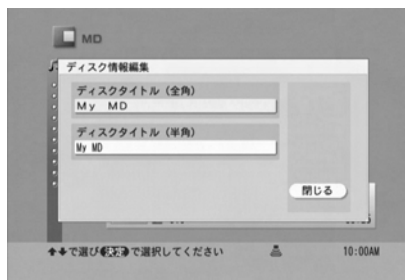 MD
ディスク情報編集
ディスクタイトル（全角）
Ｍｙ　ＭＤ
ディスクタイトル（半角）
My MD
閉じる
で選び決定で選択してください
10:00AM